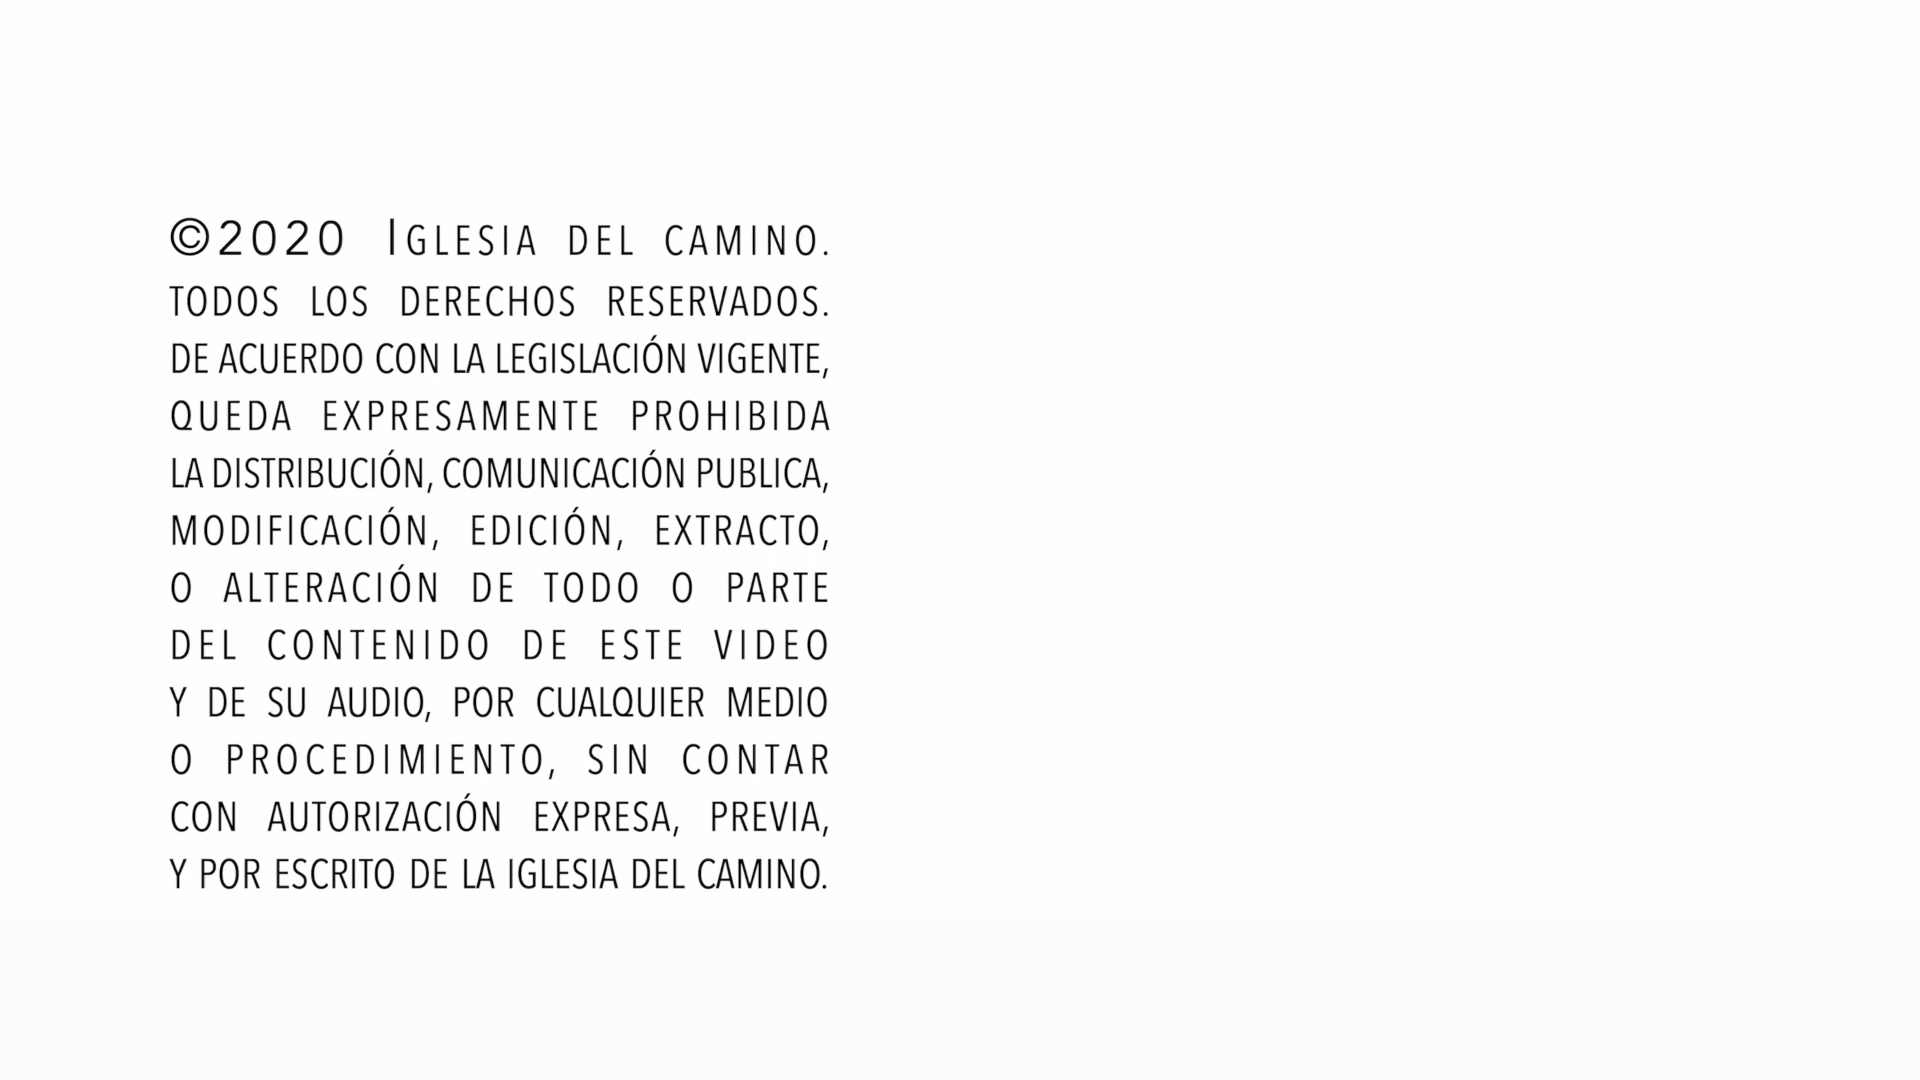 ©2020 IGLESIA DEL CAMINO.
TODOS LOS DERECHOS RESERVADOS.
DE ACUERDO CON LA LEGISLACIÓN VIGENTE,
QUEDA EXPRESAMENTE PROHIBIDA
LA DISTRIBUCIÓN, COMUNICACIÓN PUBLICA,
MODIFICACIÓN, EDICIÓN, EXTRACTO,
O ALTERACIÓN DE TODO O PARTE
DEL CONTENIDO DE ESTE VIDEO
Y DE SU AUDIO, POR CUALQUIER MEDIO
O PROCEDIMIENTO, SIN CONTAR
CON AUTORIZACIÓN EXPRESA, PREVIA,
Y POR ESCRITO DE LA IGLESIA DEL CAMINO.